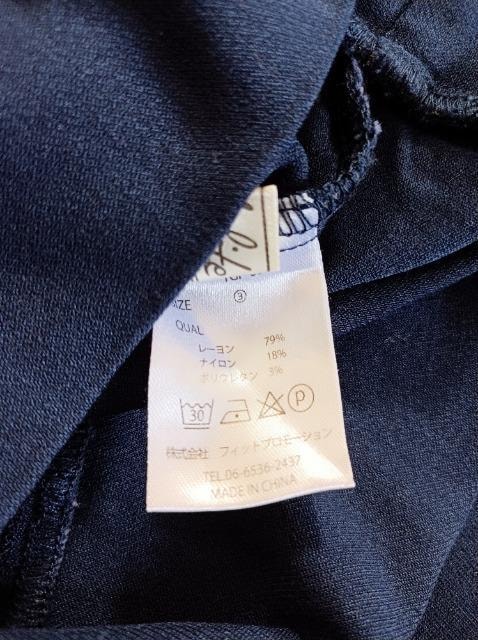 life
③
QUAL
レーヨン 79%
ナイロン 18%
ポリウレタン 3%
30 P
株式会社 フィットプロモーション
TEL.06-6536-2437
MADE IN CHINA